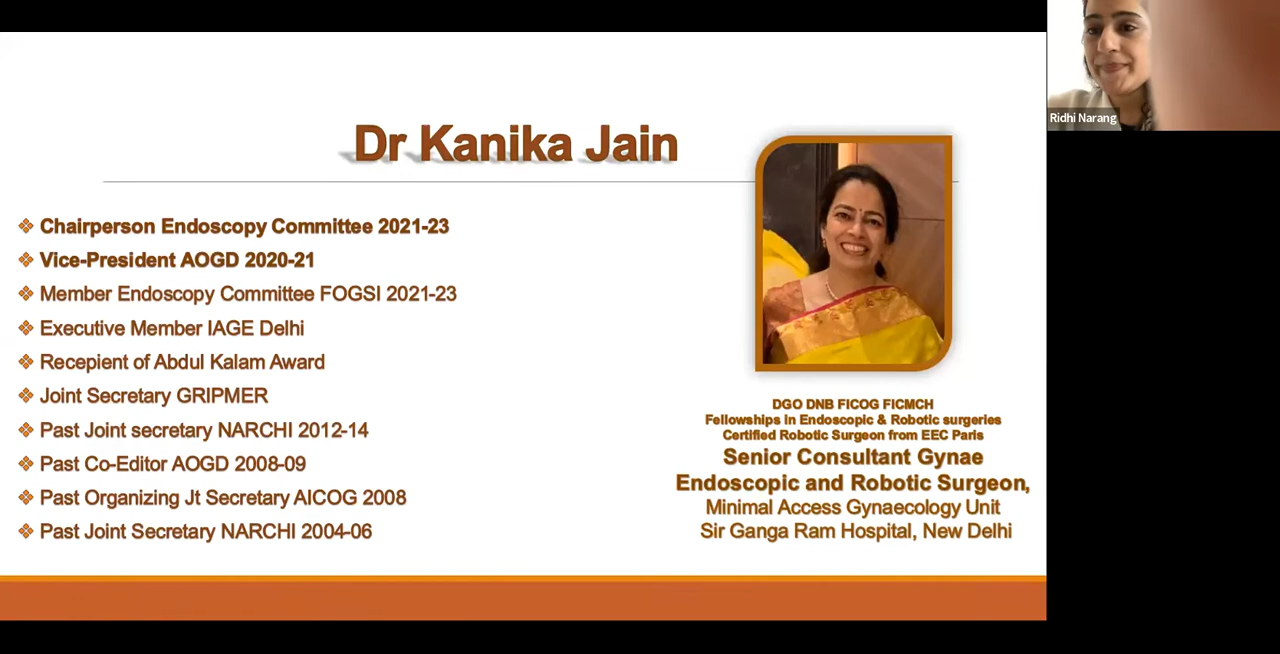 Dr Kanika Jain
Chairperson Endoscopy Committee 2021-23
Vice-President AOGD 2020-21
Member Endoscopy Committee FOGSI 2021-23
Executive Member IAGE Delhi
Recepient of Abdul Kalam Award
Joint Secretary GRIPMER
Past Joint secretary NARCHI 2012-14
Past Co-Editor AOGD 2008-09
Past Organizing Jt Secretary AICOG 2008
Past Joint Secretary NARCHI 2004-06
DGO DNB FICOG FICMCH
Fellowships in Endoscopic & Robotic surgeries
Certified Robotic Surgeon from EEC Paris
Senior Consultant Gynae
Endoscopic and Robotic Surgeon,
Minimal Access Gynaecology Unit
Sir Ganga Ram Hospital, New Delhi
Ridhi Narang